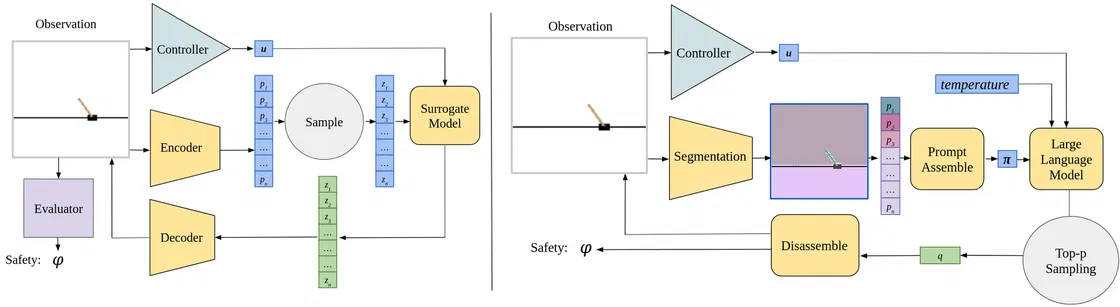 Observation
Controller
u
Encoder
p1
p2
p3
...
...
...
pn
Sample
z1
z2
z3
...
...
...
zn
Surrogate
Model
Evaluator
Safety: φ
Decoder
z1
z2
z3
...
...
...
zn
Observation
Controller
u
temperature
Segmentation
p1
p2
p3
...
...
...
pn
Prompt
Assemble
π
Large
Language
Model
Safety: φ
Disassemble
q
Top-p
Sampling